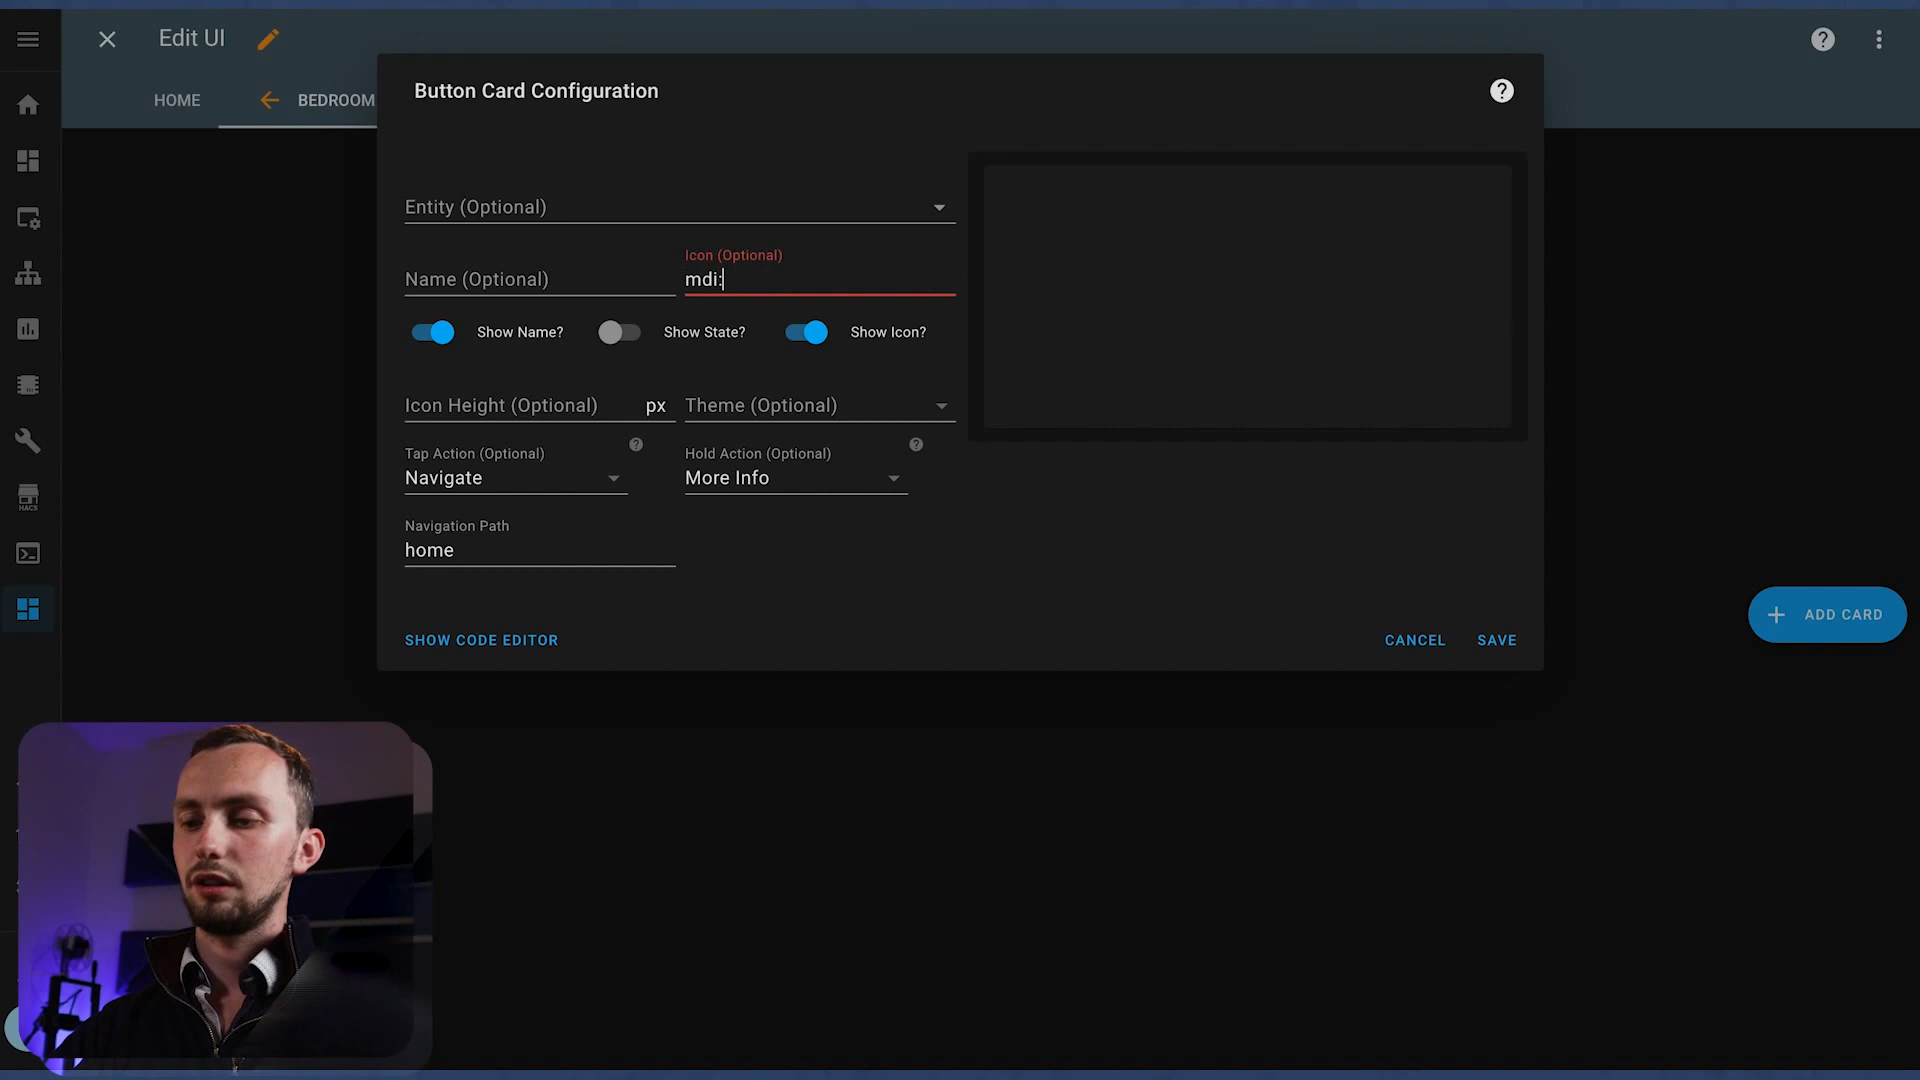 Edit UI
HOME
BEDROOM
Button Card Configuration
Entity (Optional)
Name (Optional)
Icon (Optional)
mdi:
Show Name?
Show State?
Show Icon?
Icon Height (Optional)
px
Theme (Optional)
Tap Action (Optional)
Navigate
Hold Action (Optional)
More Info
Navigation Path
home
SHOW CODE EDITOR
CANCEL
SAVE
ADD CARD
HACS